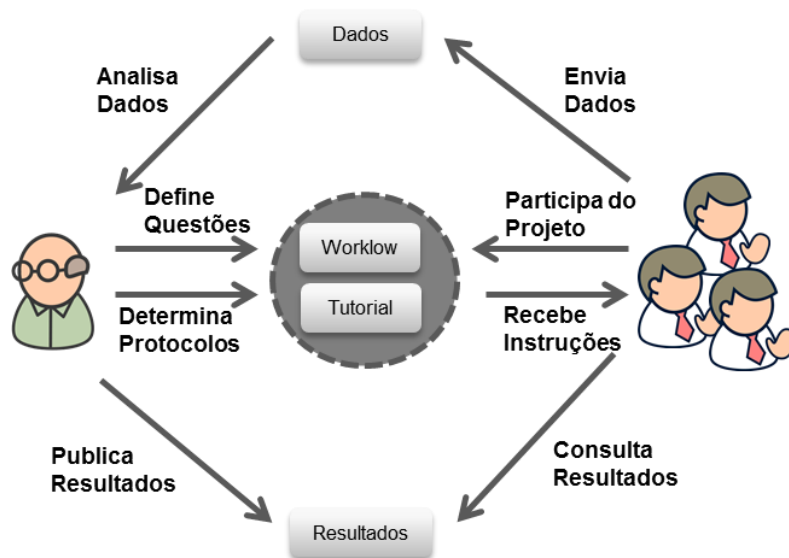 Dados
Analisa
Dados
Envia
Dados
Define
Questões
Participa do
Projeto
Worklow
Tutorial
Determina
Protocolos
Recebe
Instruções
Publica
Resultados
Consulta
Resultados
Resultados